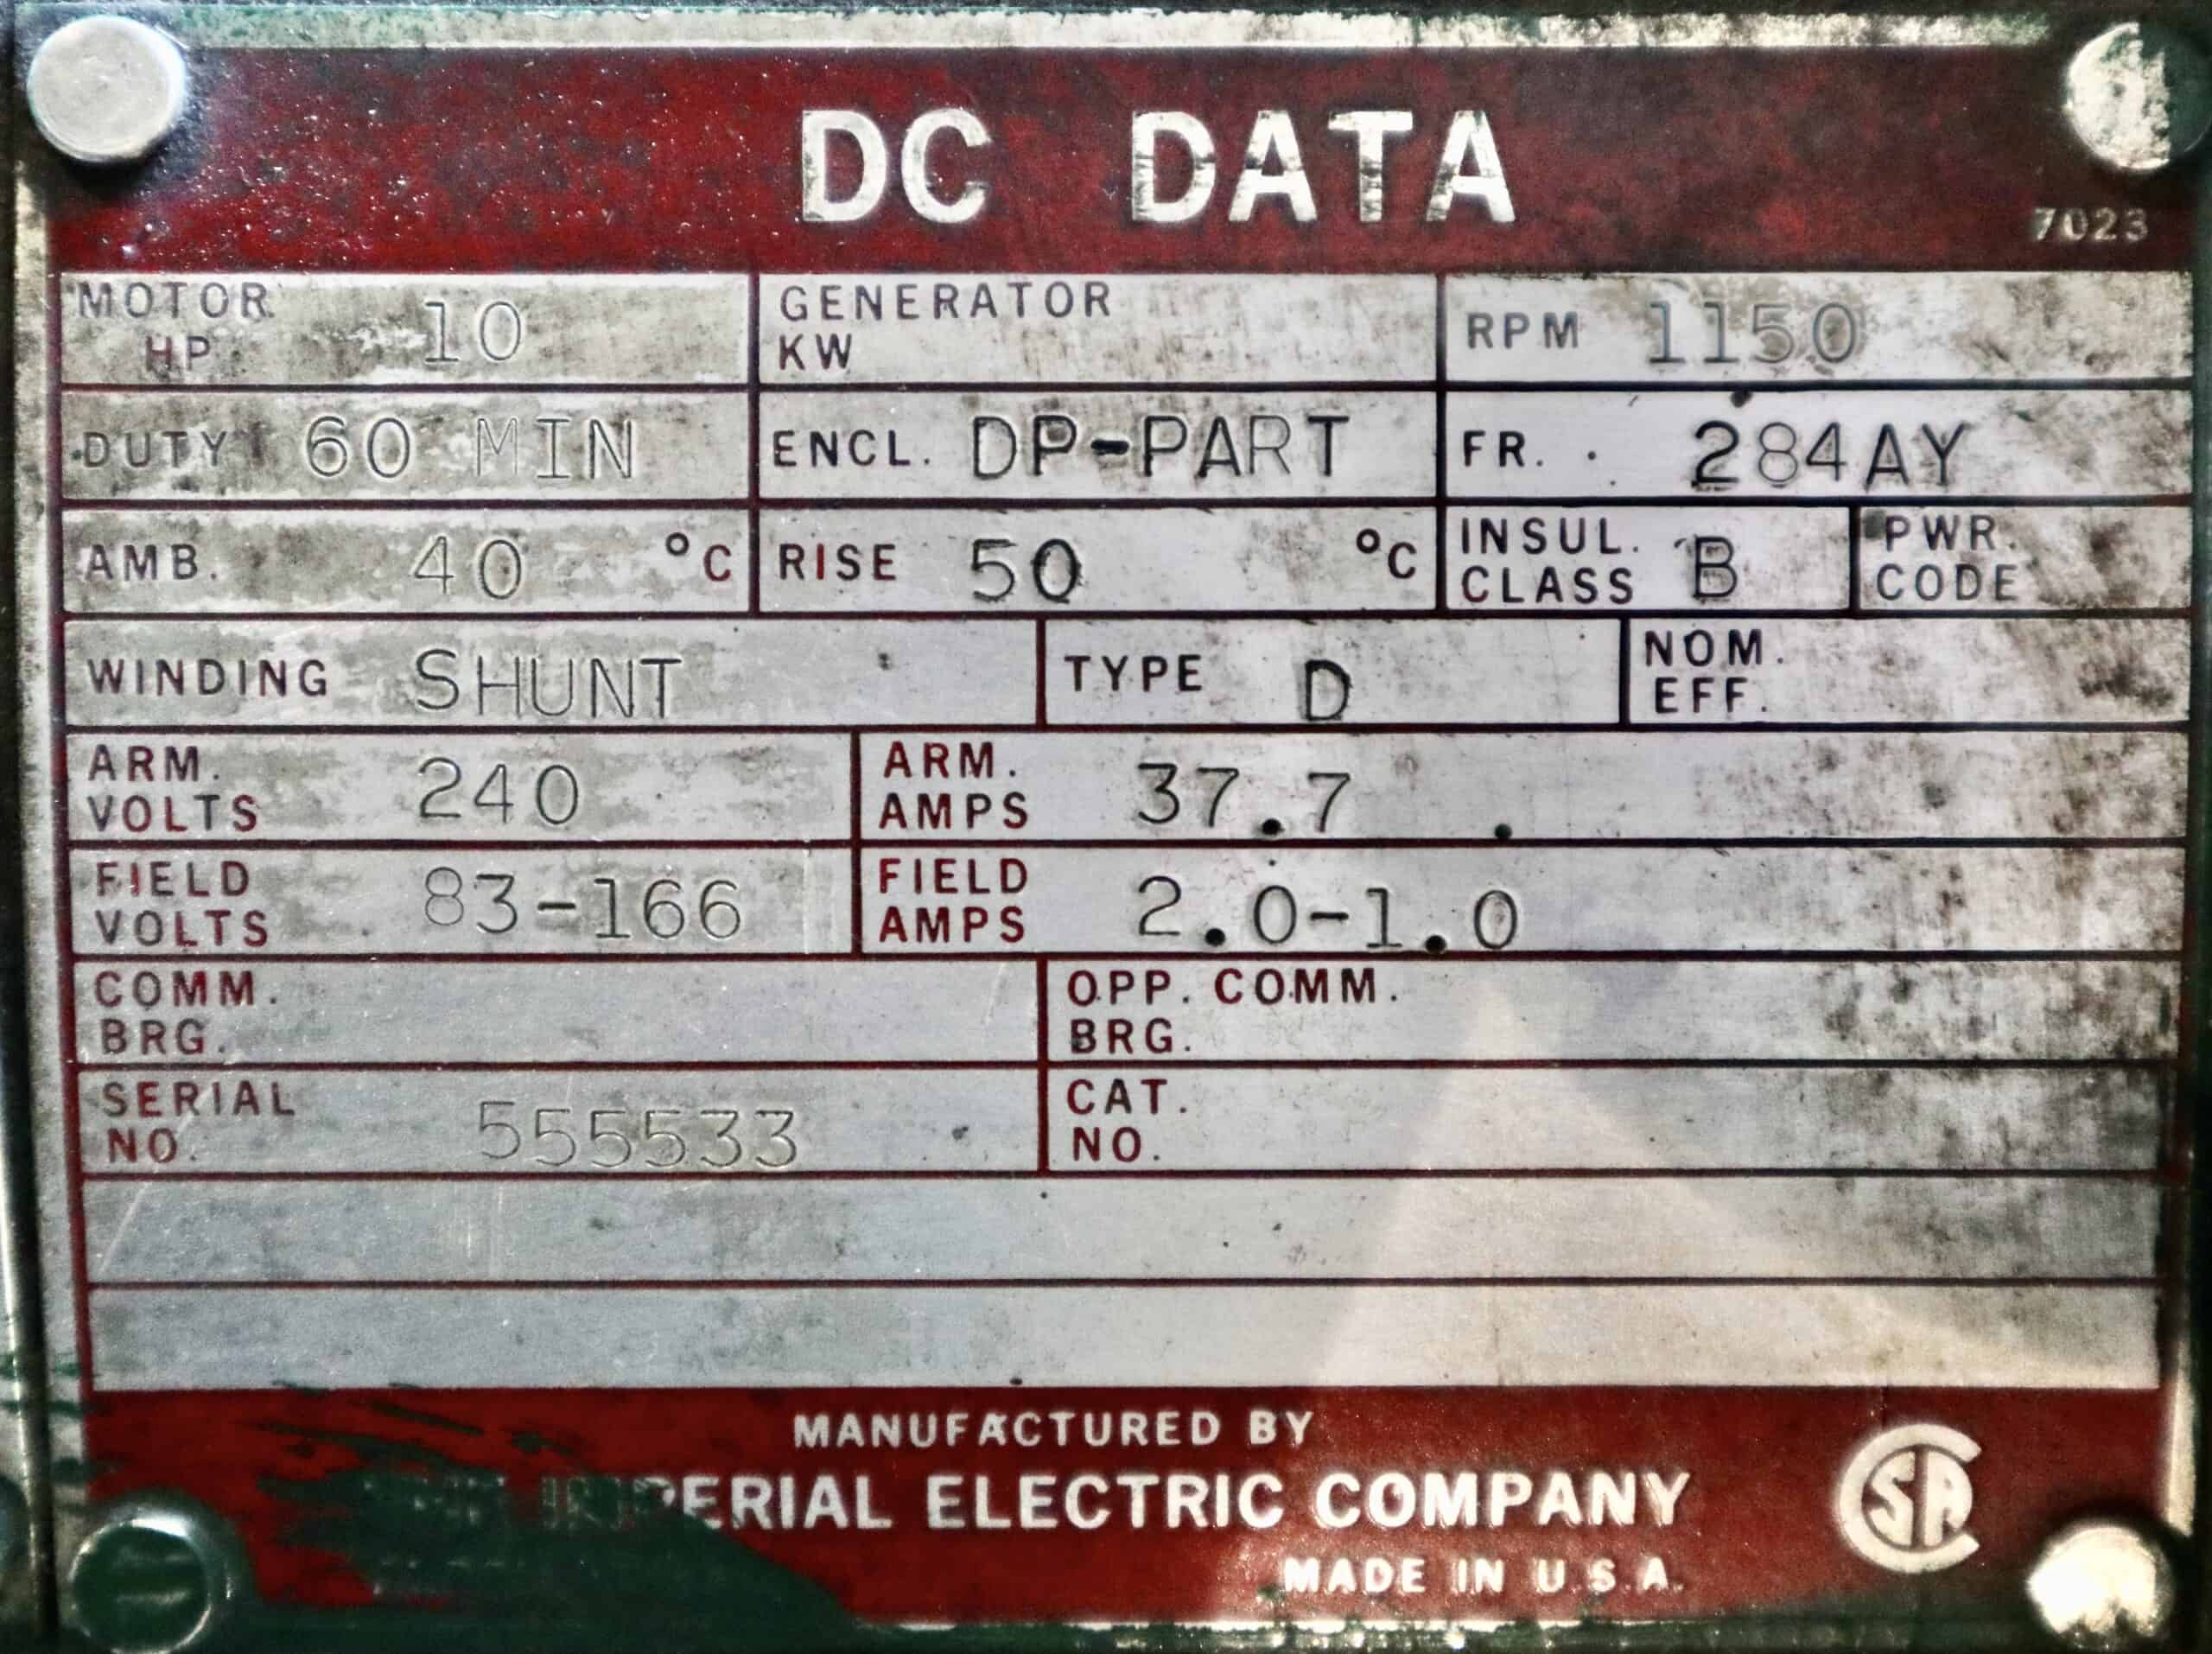 DC DATA
7023
MOTOR HP 10 GENERATOR KW RPM 1150
DUTY 60 MIN ENCL. DP-PART FR. 284AY
AMB. 40 °C RISE 50 °C INSUL. CLASS B PWR. CODE
WINDING SHUNT TYPE D NOM. EFF.
ARM. VOLTS 240 ARM. AMPS 37.7
FIELD VOLTS 83-166 FIELD AMPS 2.0-1.0
COMM. BRG. OPP. COMM. BRG.
SERIAL NO. 555533 CAT. NO.
MANUFACTURED BY
IMPERIAL ELECTRIC COMPANY
MADE IN U.S.A.
CSA